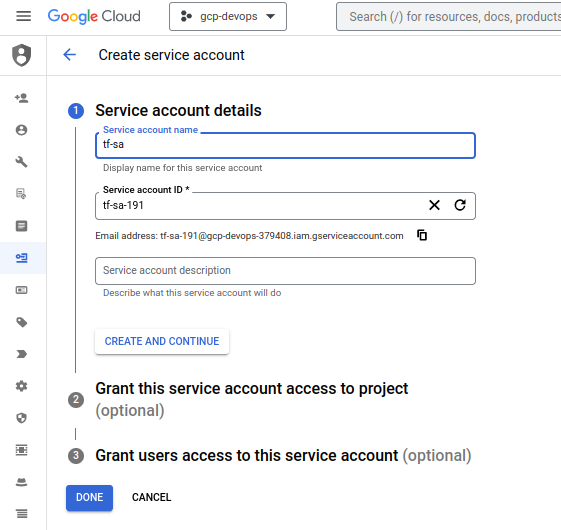 Google Cloud
gcp-devops
Search (/) for resources, docs, products
Create service account
1
Service account details
Service account name
tf-sa
Display name for this service account
Service account ID *
tf-sa-191
Email address: tf-sa-191@gcp-devops-379408.iam.gserviceaccount.com
Service account description
Describe what this service account will do
CREATE AND CONTINUE
2
Grant this service account access to project
(optional)
3
Grant users access to this service account (optional)
DONE
CANCEL